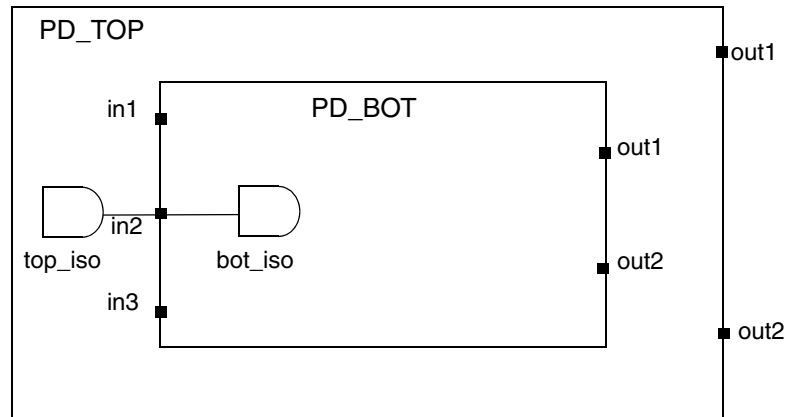 PD_TOP
out1
in1
PD_BOT
out1
in2
top_iso
bot_iso
out2
in3
out2